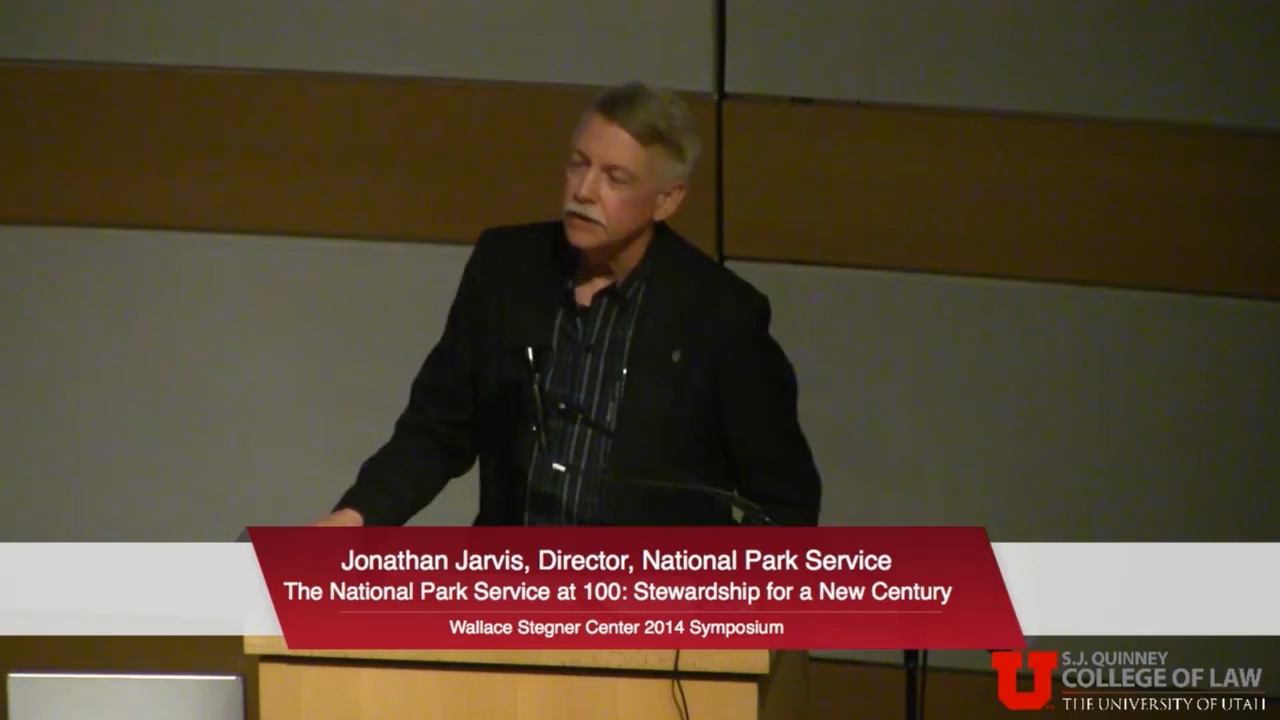 Jonathan Jarvis, Director, National Park Service
The National Park Service at 100: Stewardship for a New Century
Wallace Stegner Center 2014 Symposium
U
S.J. QUINNEY
COLLEGE OF LAW
THE UNIVERSITY OF UTAH